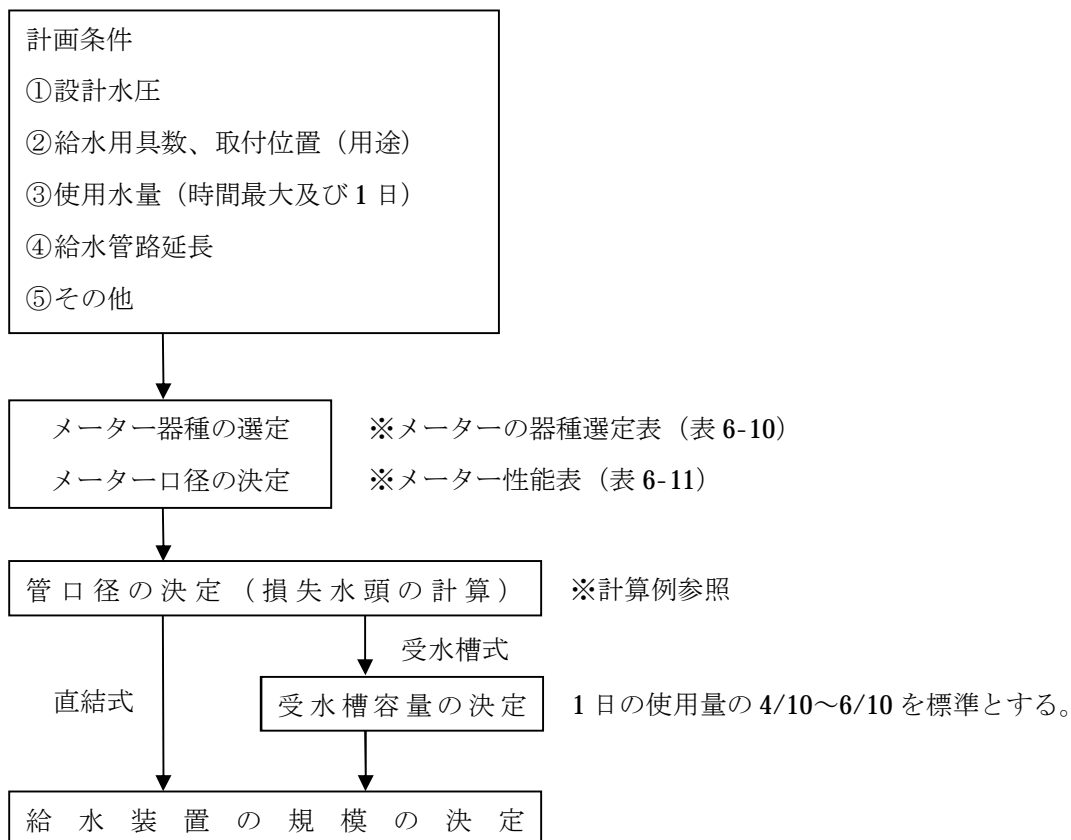 計画条件
①設計水圧
②給水用具数、取付位置（用途）
③使用水量（時間最大及び1日）
④給水管路延長
⑤その他
メーター器種の選定 ※メーターの器種選定表（表 6-10）
メーター口径の決定 ※メーター性能表（表 6-11）
管口径の決定（損失水頭の計算） ※計算例参照
受水槽式
直結式 受水槽容量の決定 1日の使用量の 4/10～6/10 を標準とする。
給水装置の規模の決定